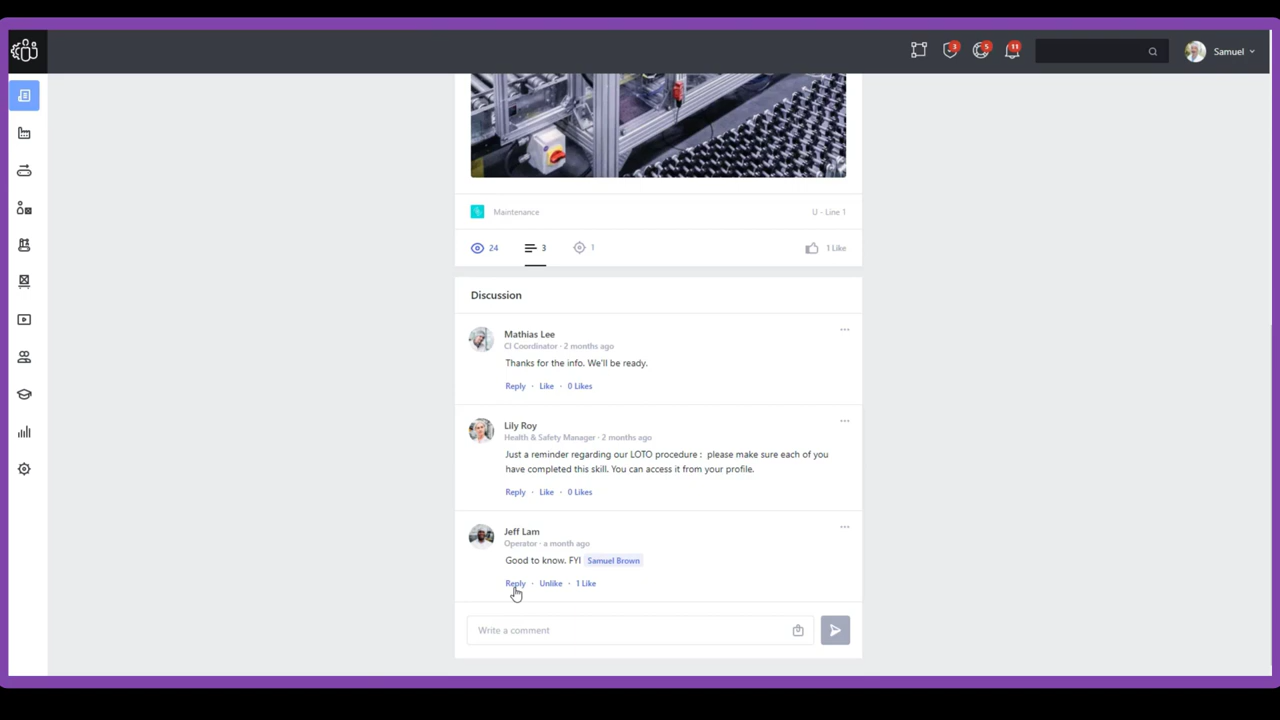 3
5
11
Samuel
Maintenance
U - Line 1
24
3
1
1 Like
Discussion
Mathias Lee
CI Coordinator · 2 months ago
Thanks for the info. We'll be ready.
Reply · Like · 0 Likes
Lily Roy
Health & Safety Manager · 2 months ago
Just a reminder regarding our LOTO procedure : please make sure each of you
have completed this skill. You can access it from your profile.
Reply · Like · 0 Likes
Jeff Lam
Operator · a month ago
Good to know. FYI Samuel Brown
Reply · Unlike · 1 Like
Write a comment